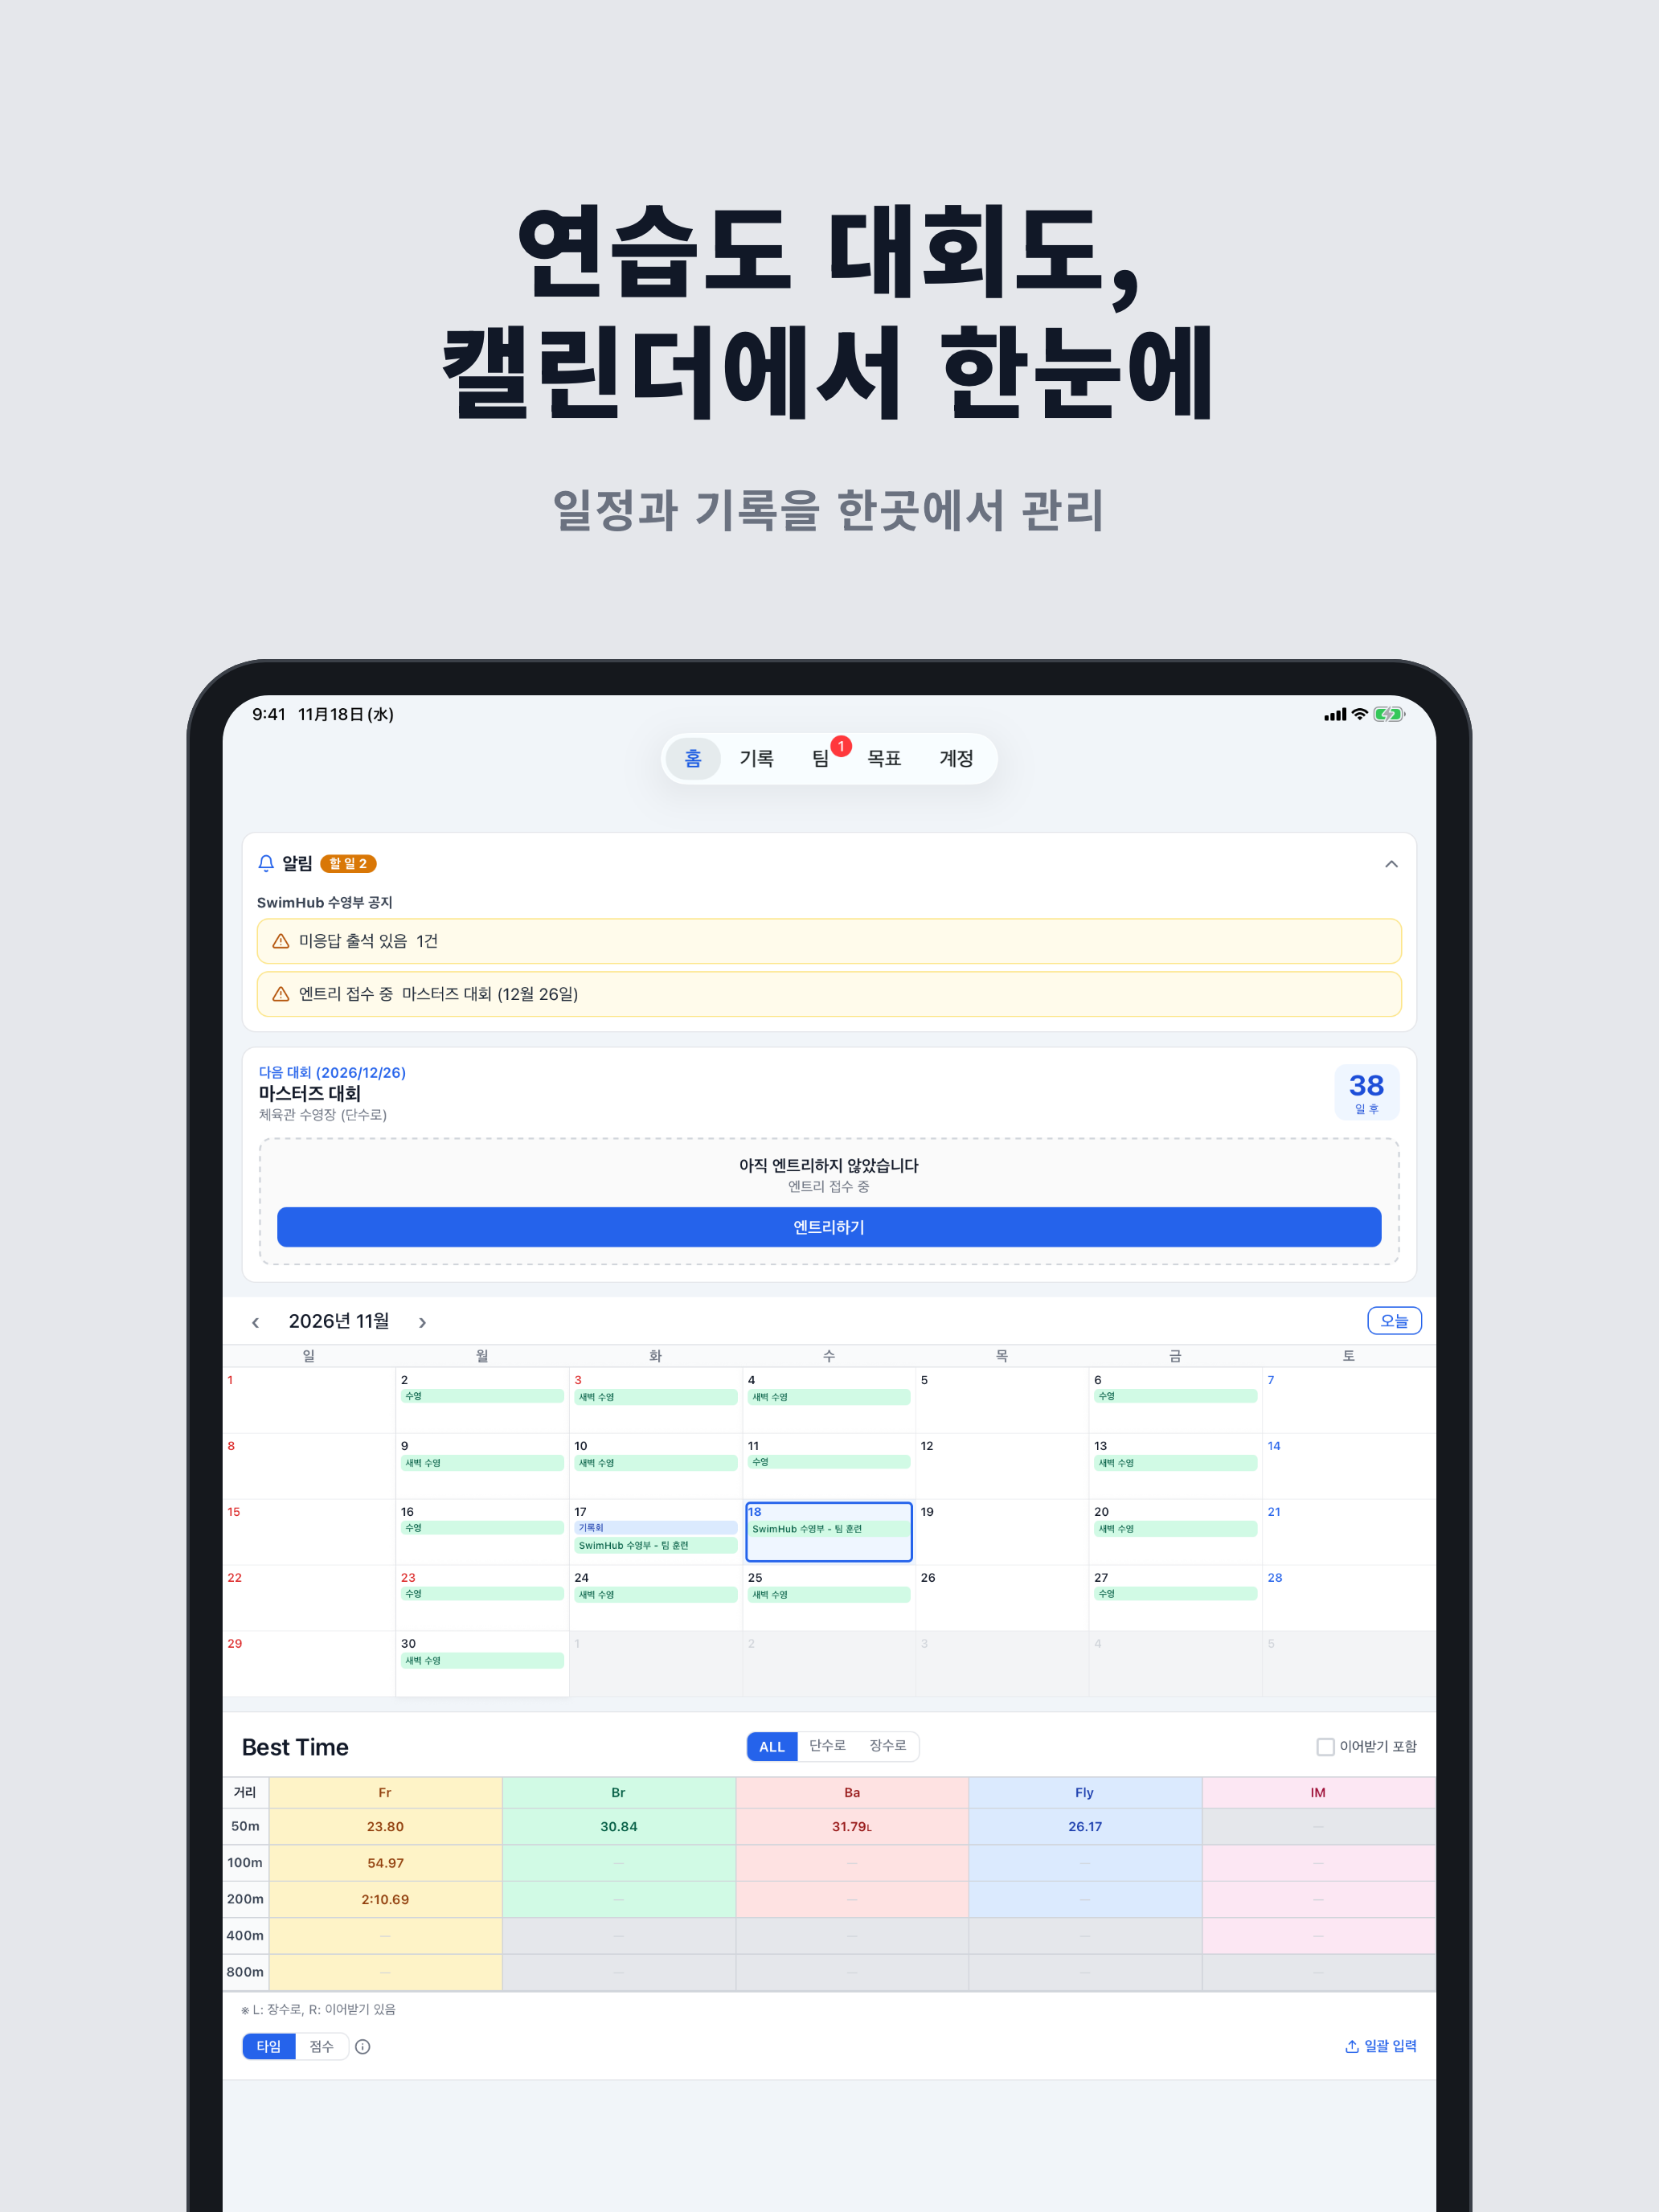 연습도 대회도,
캘린더에서 한눈에
일정과 기록을 한곳에서 관리
9:41 11月18日(水)
홈 기록 팀 1 목표 계정
알림 할 일 2
SwimHub 수영부 공지
미응답 출석 있음 1건
엔트리 접수 중 마스터즈 대회 (12월 26일)
다음 대회 (2026/12/26)
마스터즈 대회
체육관 수영장 (단수로)
38
일 후
아직 엔트리하지 않았습니다
엔트리 접수 중
엔트리하기
‹ 2026년 11월 › 오늘
일 월 화 수 목 금 토
1 2 3 4 5 6 7
수영 새벽 수영 새벽 수영 수영
8 9 10 11 12 13 14
새벽 수영 새벽 수영 수영 새벽 수영
15 16 17 18 19 20 21
수영 기록회 SwimHub 수영부 - 팀 훈련 새벽 수영
SwimHub 수영부 - 팀 훈련
22 23 24 25 26 27 28
수영 새벽 수영 새벽 수영 수영
29 30 1 2 3 4 5
새벽 수영
Best Time ALL 단수로 장수로 이어받기 포함
거리 Fr Br Ba Fly IM
50m 23.80 30.84 31.79L 26.17 —
100m 54.97 — — — —
200m 2:10.69 — — — —
400m — — — — —
800m — — — — —
※ L: 장수로, R: 이어받기 있음
타임 점수 일괄 입력